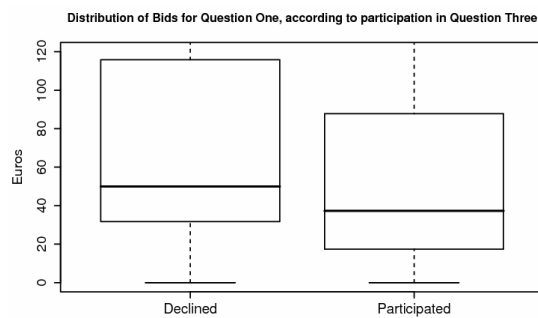 Distribution of Bids for Question One, according to participation in Question Three
120
100
80
60
40
20
0
Euros
Declined
Participated